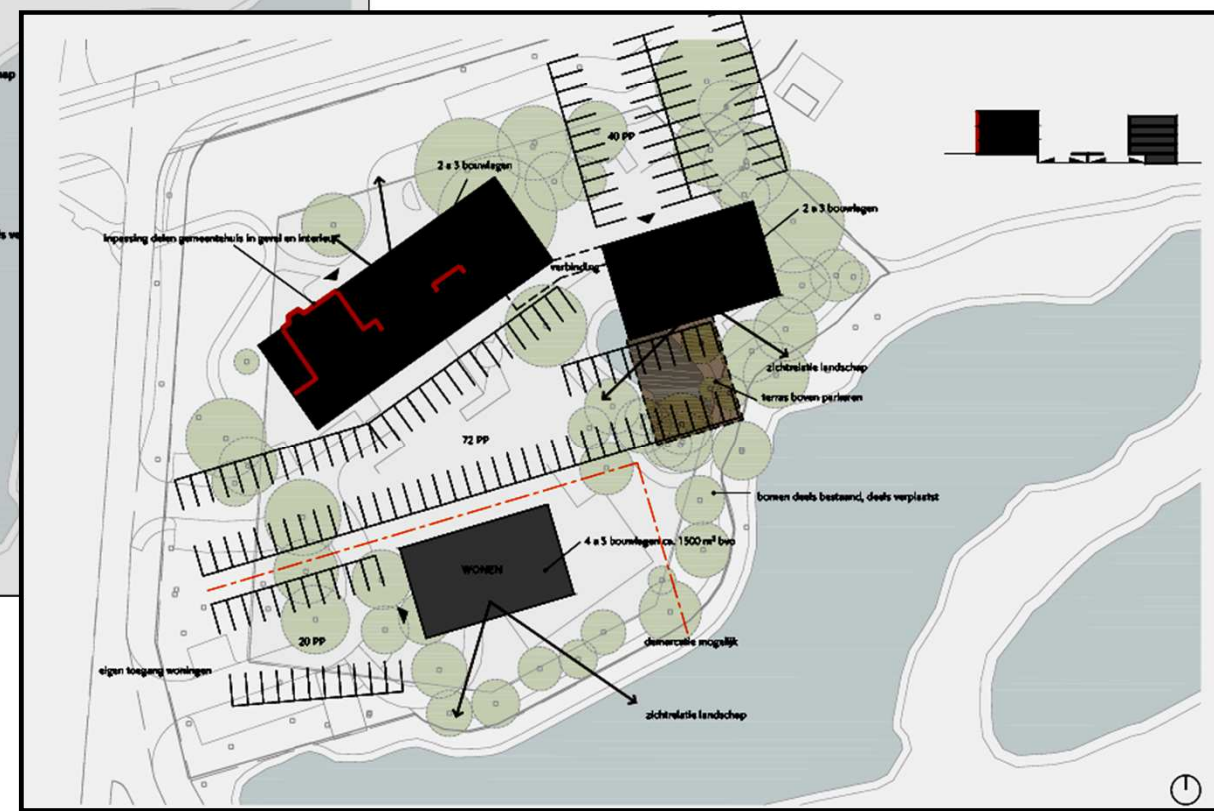 40 PP
2 a 3 bouwlagen
2 a 3 bouwlagen
inpassing delen gemeentehuis in gevel en interieur
verbinding
zichtrelatie landschap
terras boven parkeren
72 PP
bomen deels bestaand, deels verplaatst
4 a 5 bouwlagen ca. 1500 m² bvo
WONEN
20 PP
demarcatie mogelijk
eigen toegang woningen
zichtrelatie landschap